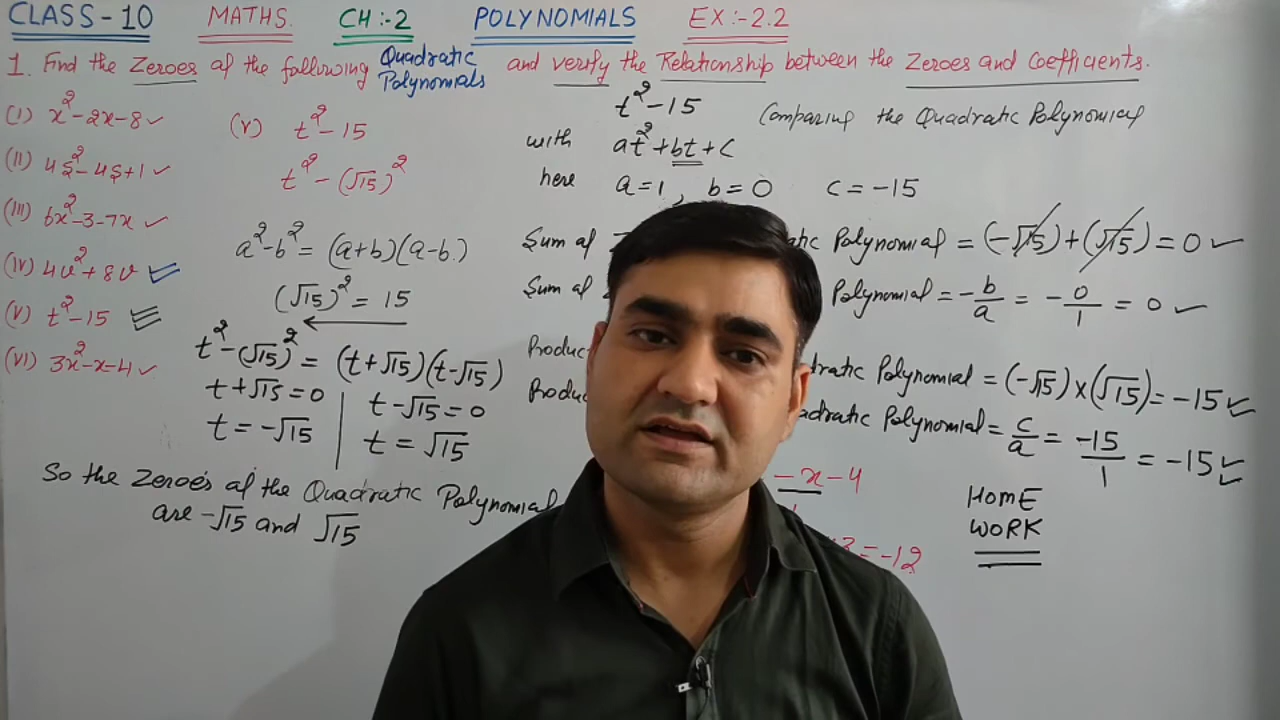 CLASS-10 MATHS. CH:-2 POLYNOMIALS EX:-2.2
1. Find the Zeroes of the following Quadratic Polynomials and verify the Relationship between the Zeroes and Coefficients.
(I) x²-2x-8 ✓
(II) 4s²-4s+1 ✓
(III) 6x²-3-7x ✓
(IV) 4u²+8u
(V) t²-15
(VI) 3x²-x-4 ✓
(V) t²-15
t²-(√15)²
a²-b²=(a+b)(a-b)
(√15)²=15
t²-(√15)²=(t+√15)(t-√15)
t+√15=0 | t-√15=0
t=-√15 | t=√15
So the Zeroes of the Quadratic Polynomial
are -√15 and √15
t²-15 Comparing the Quadratic Polynomial
with at²+bt+c
here a=1, b=0 c=-15
Sum of Polynomial = (-√15)+(√15)=0 ✓
Sum of Polynomial = -b/a = -0/1 = 0 ✓
Polynomial = (-√15)×(√15)=-15 ✓
Polynomial = c/a = -15/1 = -15 ✓
-x-4
=-12
HOME
WORK